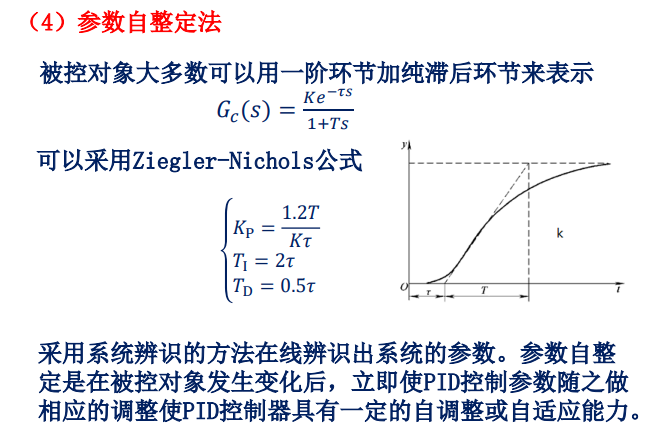 （4）参数自整定法
被控对象大多数可以用一阶环节加纯滞后环节来表示
G_c(s) = Ke^{-τs} / (1+Ts)
可以采用Ziegler-Nichols公式
K_P = 1.2T / Kτ
T_I = 2τ
T_D = 0.5τ
y
k
O τ T t
采用系统辨识的方法在线辨识出系统的参数。参数自整
定是在被控对象发生变化后，立即使PID控制参数随之做
相应的调整使PID控制器具有一定的自调整或自适应能力。